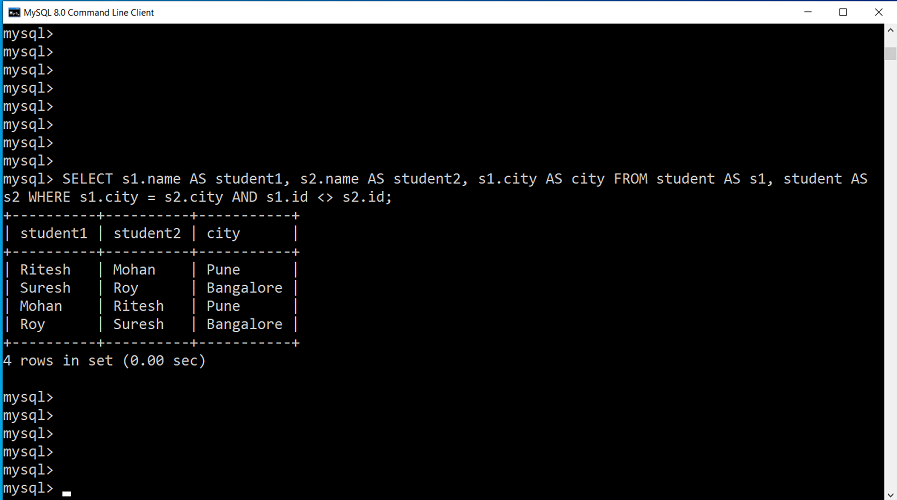 MySQL 8.0 Command Line Client
mysql>
mysql>
mysql>
mysql>
mysql>
mysql>
mysql>
mysql>
mysql> SELECT s1.name AS student1, s2.name AS student2, s1.city AS city FROM student AS s1, student AS
s2 WHERE s1.city = s2.city AND s1.id <> s2.id;
+----------+----------+-----------+
| student1 | student2 | city      |
+----------+----------+-----------+
| Ritesh   | Mohan    | Pune      |
| Suresh   | Roy      | Bangalore |
| Mohan    | Ritesh   | Pune      |
| Roy      | Suresh   | Bangalore |
+----------+----------+-----------+
4 rows in set (0.00 sec)
mysql>
mysql>
mysql>
mysql>
mysql>
mysql>